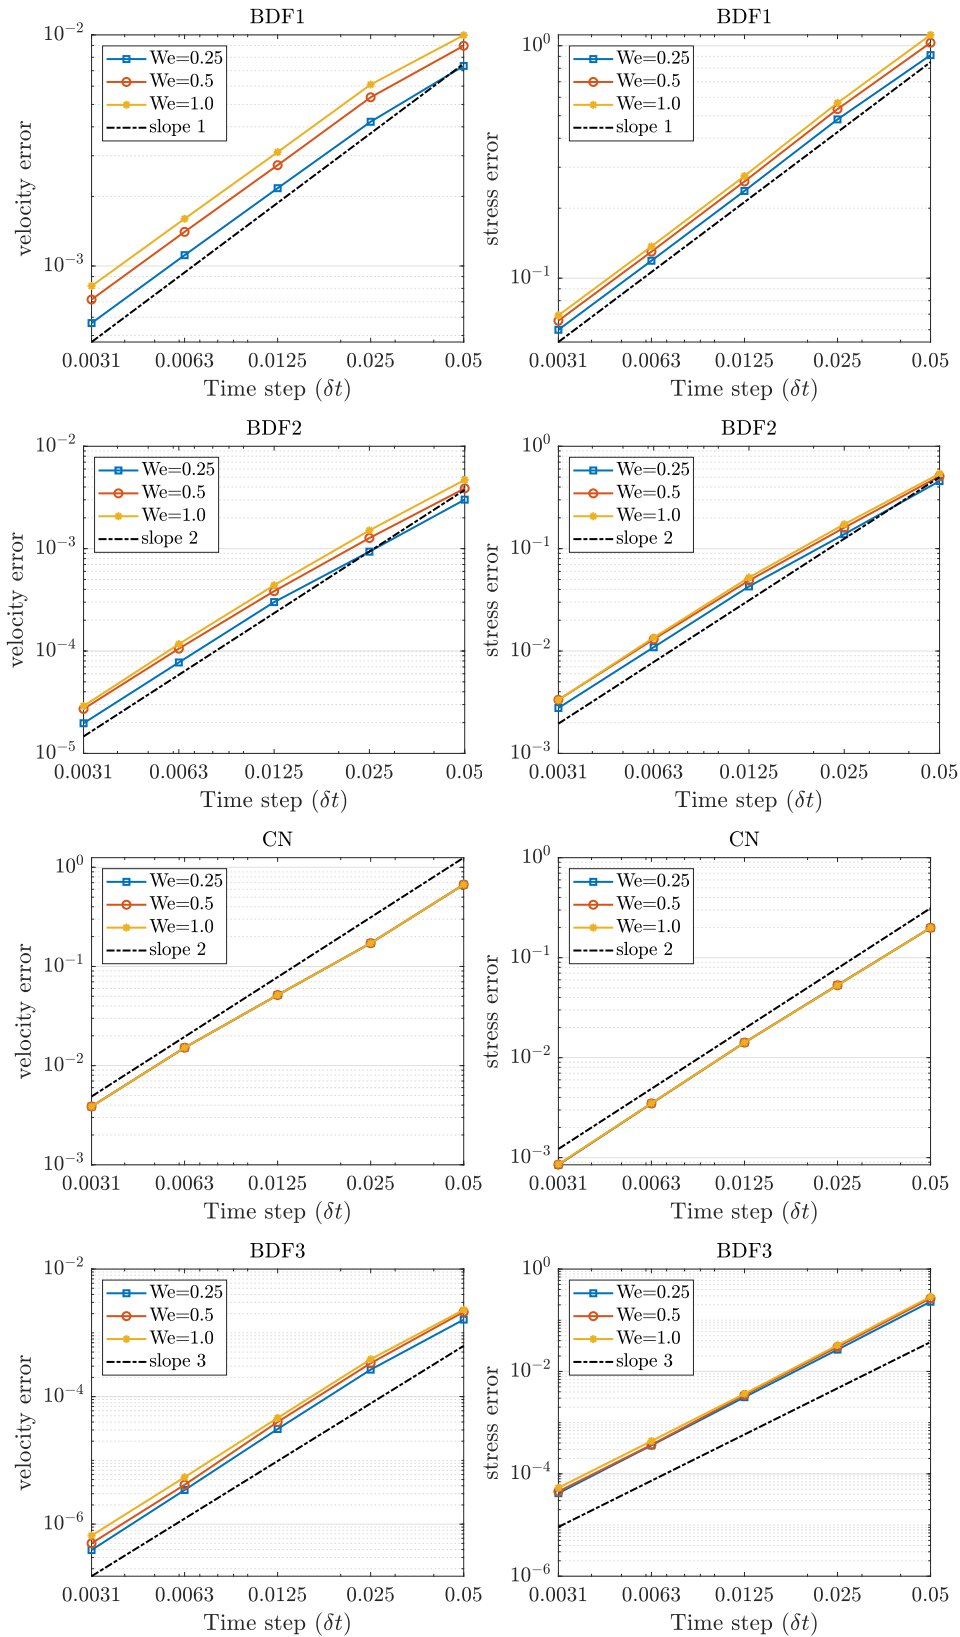 BDF1
10^{-2}
10^{-3}
velocity error
We=0.25
We=0.5
We=1.0
slope 1
0.0031 0.0063 0.0125 0.025 0.05
Time step (δt)
BDF1
10^0
10^{-1}
stress error
We=0.25
We=0.5
We=1.0
slope 1
0.0031 0.0063 0.0125 0.025 0.05
Time step (δt)
BDF2
10^{-2}
10^{-3}
10^{-4}
10^{-5}
velocity error
We=0.25
We=0.5
We=1.0
slope 2
0.0031 0.0063 0.0125 0.025 0.05
Time step (δt)
BDF2
10^0
10^{-1}
10^{-2}
10^{-3}
stress error
We=0.25
We=0.5
We=1.0
slope 2
0.0031 0.0063 0.0125 0.025 0.05
Time step (δt)
CN
10^0
10^{-1}
10^{-2}
10^{-3}
velocity error
We=0.25
We=0.5
We=1.0
slope 2
0.0031 0.0063 0.0125 0.025 0.05
Time step (δt)
CN
10^0
10^{-1}
10^{-2}
10^{-3}
stress error
We=0.25
We=0.5
We=1.0
slope 2
0.0031 0.0063 0.0125 0.025 0.05
Time step (δt)
BDF3
10^{-2}
10^{-4}
10^{-6}
velocity error
We=0.25
We=0.5
We=1.0
slope 3
0.0031 0.0063 0.0125 0.025 0.05
Time step (δt)
BDF3
10^0
10^{-2}
10^{-4}
10^{-6}
stress error
We=0.25
We=0.5
We=1.0
slope 3
0.0031 0.0063 0.0125 0.025 0.05
Time step (δt)